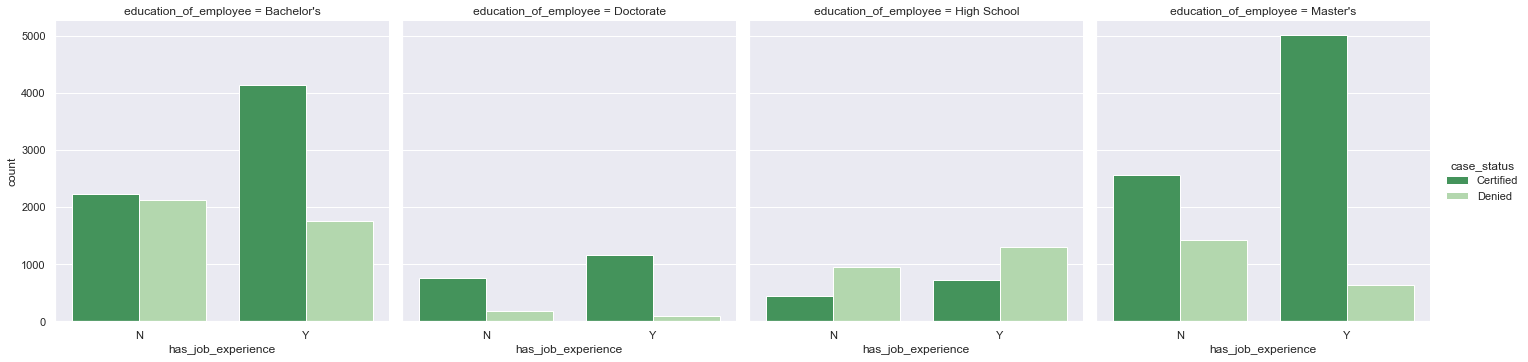 education_of_employee = Bachelor's
education_of_employee = Doctorate
education_of_employee = High School
education_of_employee = Master's
5000
4000
3000
2000
1000
0
count
N Y
has_job_experience
N Y
has_job_experience
N Y
has_job_experience
N Y
has_job_experience
case_status
Certified
Denied